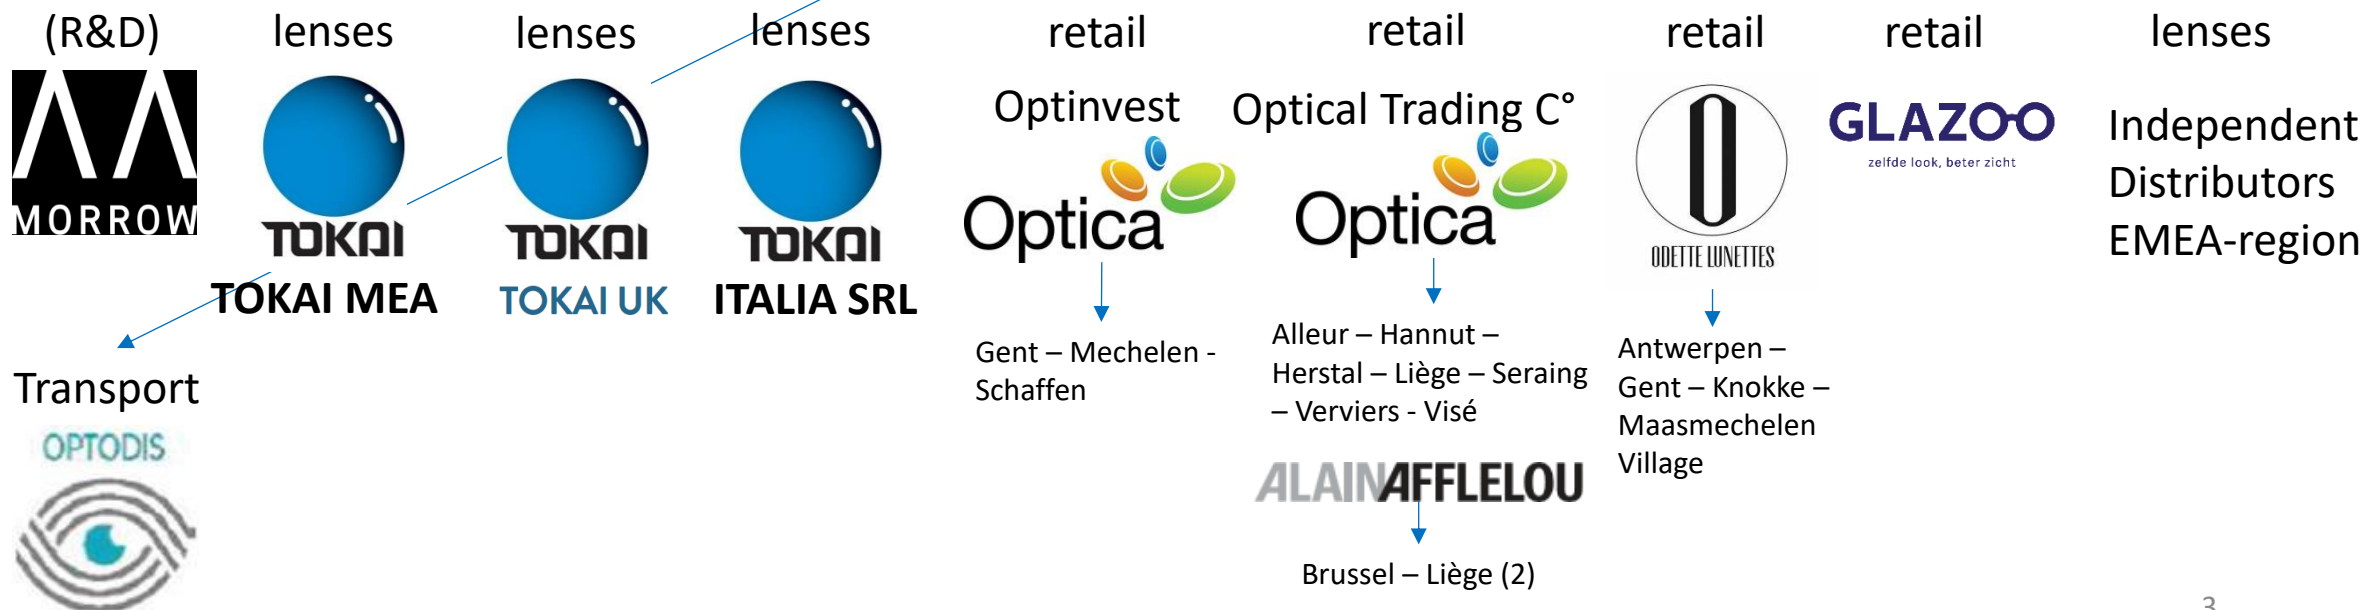 (R&D)
lenses
lenses
lenses
retail
retail
retail
retail
lenses
MORROW
TOKAI
TOKAI MEA
TOKAI
TOKAI UK
TOKAI
ITALIA SRL
Optinvest
Optica
Gent – Mechelen -
Schaffen
Optical Trading C°
Optica
Alleur – Hannut –
Herstal – Liège – Seraing
– Verviers - Visé
ALAIN AFFLELOU
Brussel – Liège (2)
ODETTE LUNETTES
Antwerpen –
Gent – Knokke –
Maasmechelen
Village
GLAZOO
zelfde look, beter zicht
Independent
Distributors
EMEA-region
Transport
OPTODIS
3